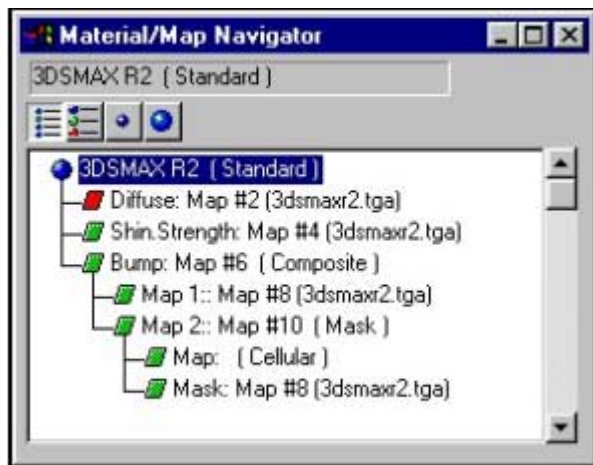 Material/Map Navigator
3DSMAX R2 ( Standard )
3DSMAX R2 ( Standard )
Diffuse: Map #2 (3dsmaxr2.tga)
Shin.Strength: Map #4 (3dsmaxr2.tga)
Bump: Map #6 ( Composite )
Map 1:: Map #8 (3dsmaxr2.tga)
Map 2:: Map #10 ( Mask )
Map: ( Cellular )
Mask: Map #8 (3dsmaxr2.tga)